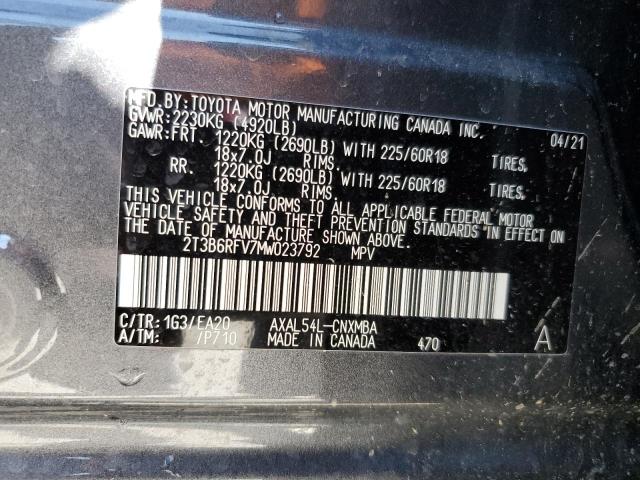 MFD.BY:TOYOTA MOTOR MANUFACTURING CANADA INC. 04/21
GVWR:2230KG (4920LB)
GAWR:FRT. 1220KG (2690LB) WITH 225/60R18 TIRES,
18x7.0J RIMS,
RR. 1220KG (2690LB) WITH 225/60R18 TIRES,
18x7.0J RIMS,
THIS VEHICLE CONFORMS TO ALL APPLICABLE FEDERAL MOTOR
VEHICLE SAFETY AND THEFT PREVENTION STANDARDS IN EFFECT ON
THE DATE OF MANUFACTURE SHOWN ABOVE.
2T3B6RFV7MW023792 MPV
C/TR: 1G3/EA20 AXAL54L-CNXMBA
A/TM: /P710 MADE IN CANADA 470 A